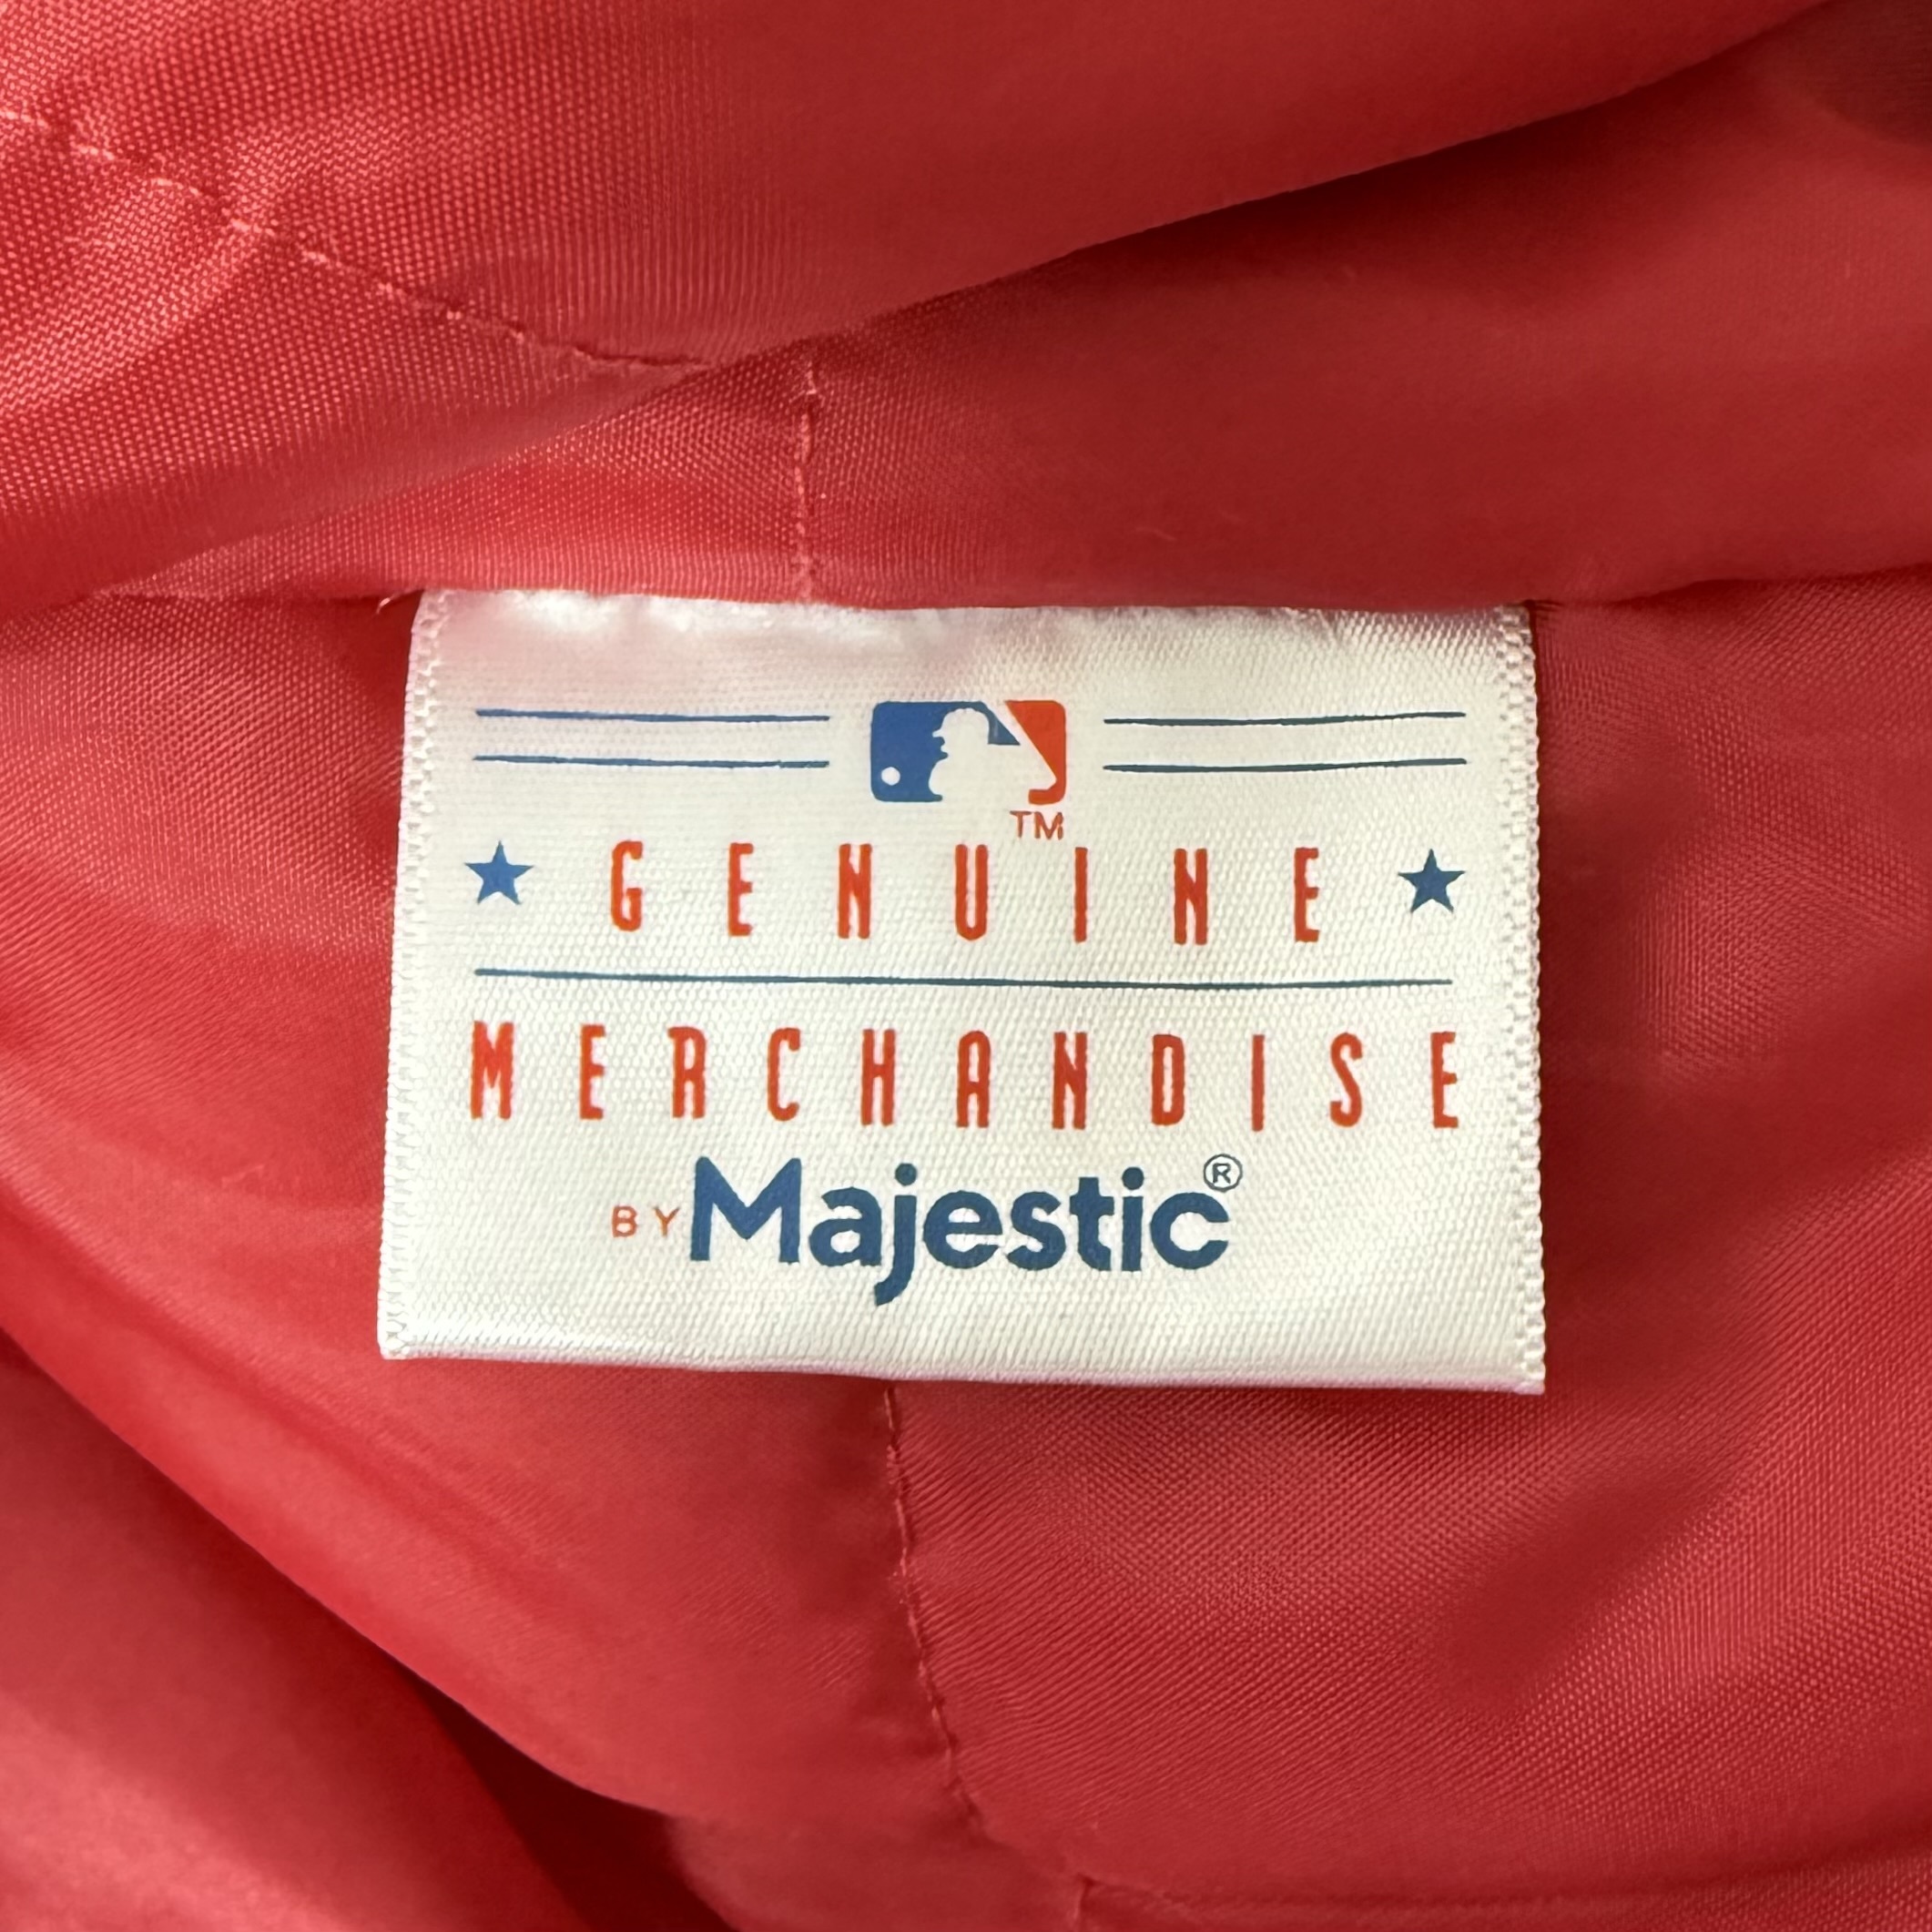 TM
GENUINE
MERCHANDISE
BY Majestic®